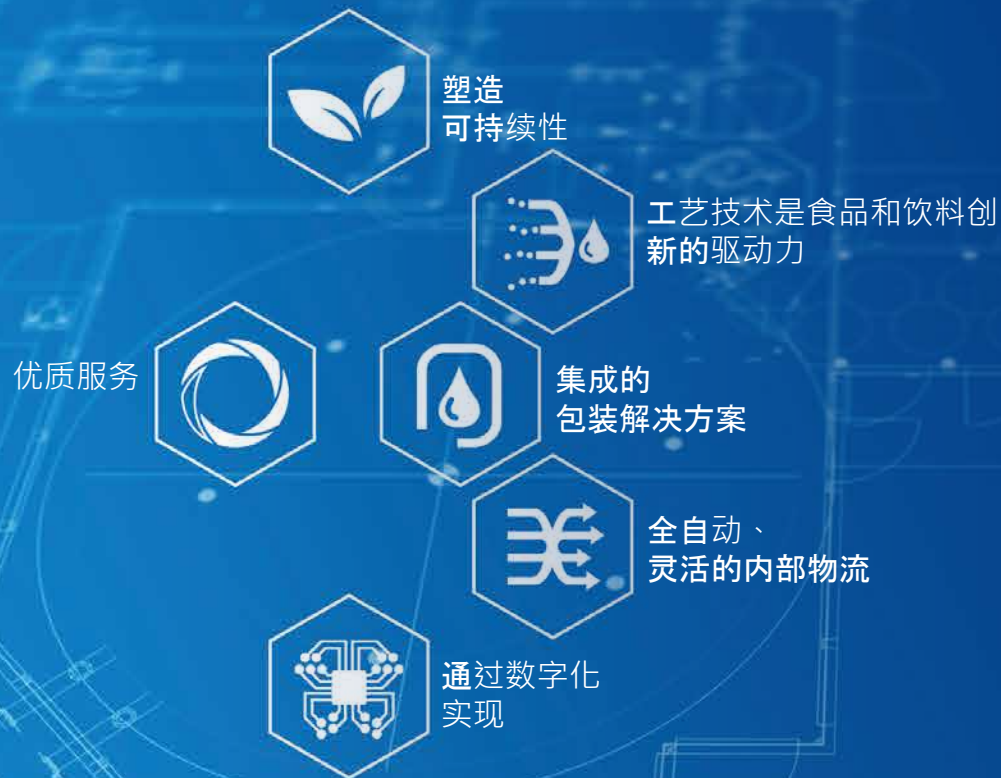 塑造
可持续性
工艺技术是食品和饮料创
新的驱动力
优质服务
集成的
包装解决方案
全自动、
灵活的内部物流
通过数字化
实现